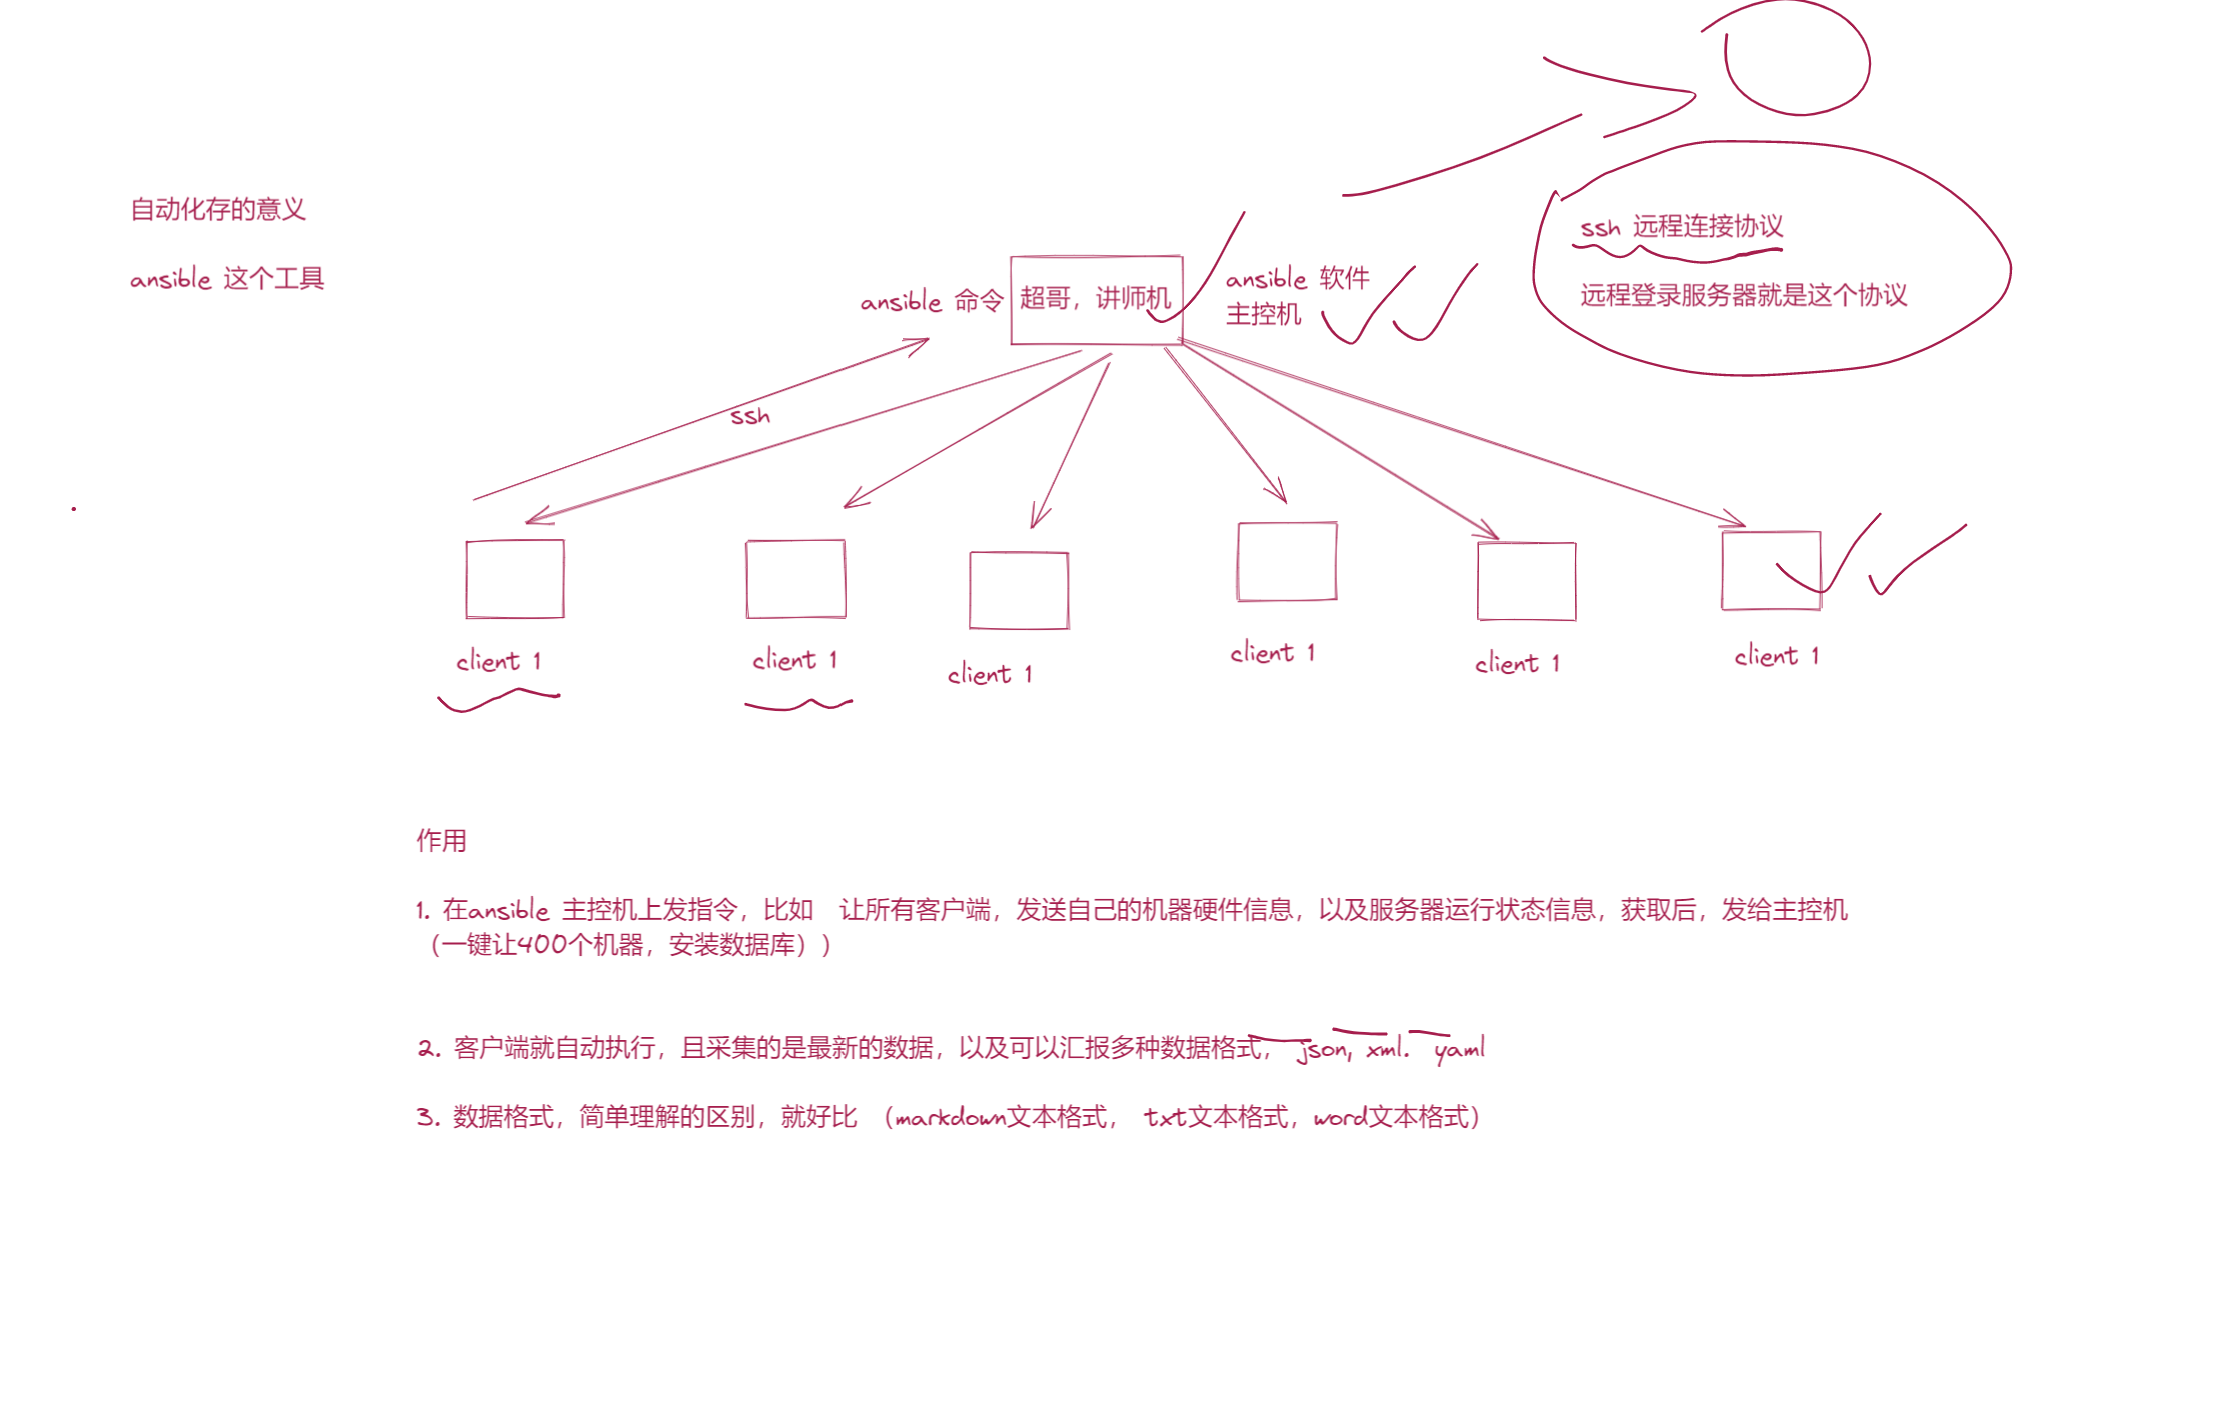 自动化存的意义
ansible 这个工具
ansible 命令
超哥，讲师机
ansible 软件
主控机
ssh 远程连接协议
远程登录服务器就是这个协议
ssh
client 1
client 1
client 1
client 1
client 1
client 1
作用
1. 在ansible 主控机上发指令，比如 让所有客户端，发送自己的机器硬件信息，以及服务器运行状态信息，获取后，发给主控机
（一键让400个机器，安装数据库））
2. 客户端就自动执行，且采集的是最新的数据，以及可以汇报多种数据格式， json, xml. yaml
3. 数据格式，简单理解的区别，就好比 （markdown文本格式， txt文本格式，word文本格式）